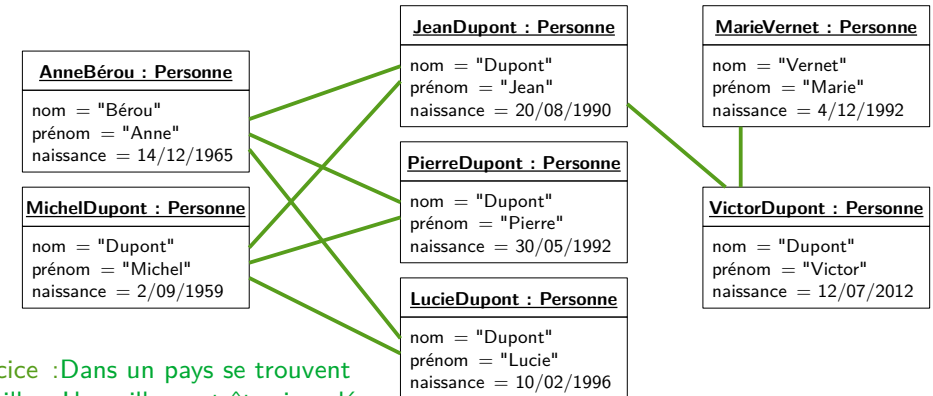 AnneBérou : Personne
nom = "Bérou"
prénom = "Anne"
naissance = 14/12/1965
MichelDupont : Personne
nom = "Dupont"
prénom = "Michel"
naissance = 2/09/1959
JeanDupont : Personne
nom = "Dupont"
prénom = "Jean"
naissance = 20/08/1990
PierreDupont : Personne
nom = "Dupont"
prénom = "Pierre"
naissance = 30/05/1992
LucieDupont : Personne
nom = "Dupont"
prénom = "Lucie"
naissance = 10/02/1996
MarieVernet : Personne
nom = "Vernet"
prénom = "Marie"
naissance = 4/12/1992
VictorDupont : Personne
nom = "Dupont"
prénom = "Victor"
naissance = 12/07/2012
cice :Dans un pays se trouvent